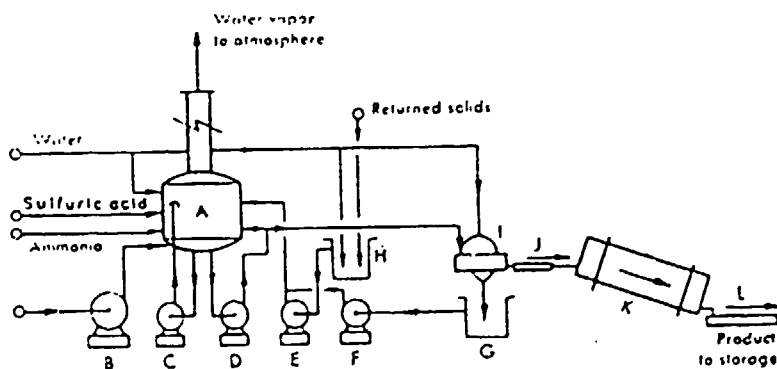 Water vapor
to atmosphere
Returned solids
Water
Sulfuric acid
Ammonia
A
H
I
J
K
L
B
C
D
E
F
G
Product
to storage